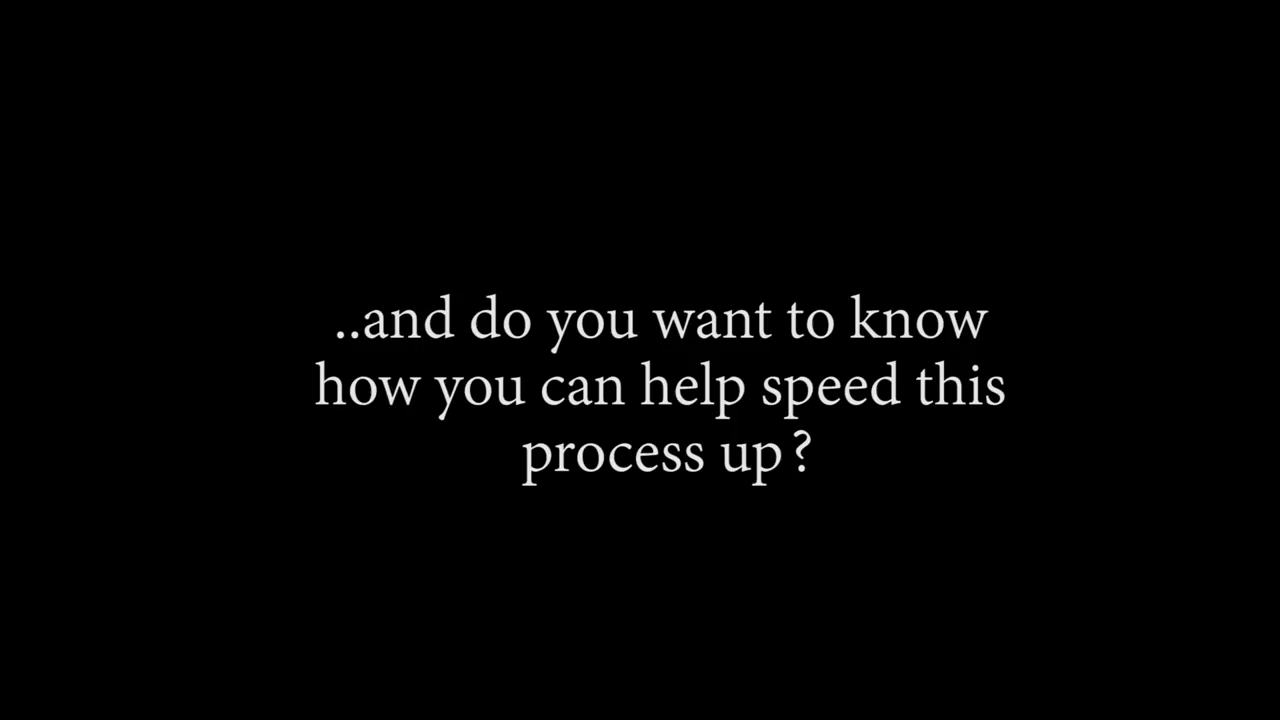 ..and do you want to know
how you can help speed this
process up?